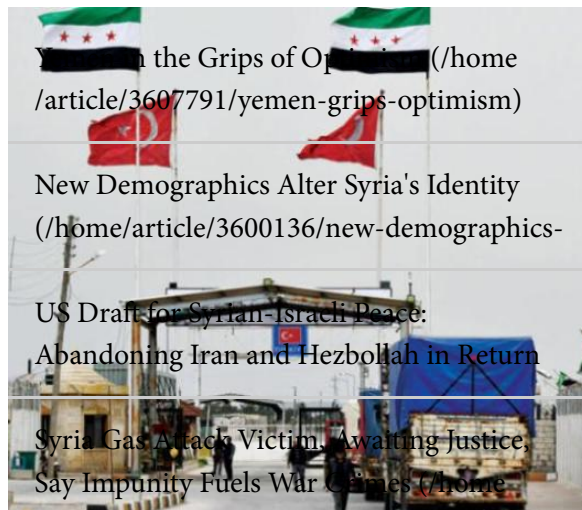 in the Grips of (/home
/article/3607791/yemen-grips-optimism)
New Demographics Alter Syria's Identity
(/home/article/3600136/new-demographics-
US Draft for Syrian-Israeli Peace:
Abandoning Iran and Hezbollah in Return
Syria Gas Attack Victim, Awaiting Justice,
Say Impunity Fuels War Crimes (/home